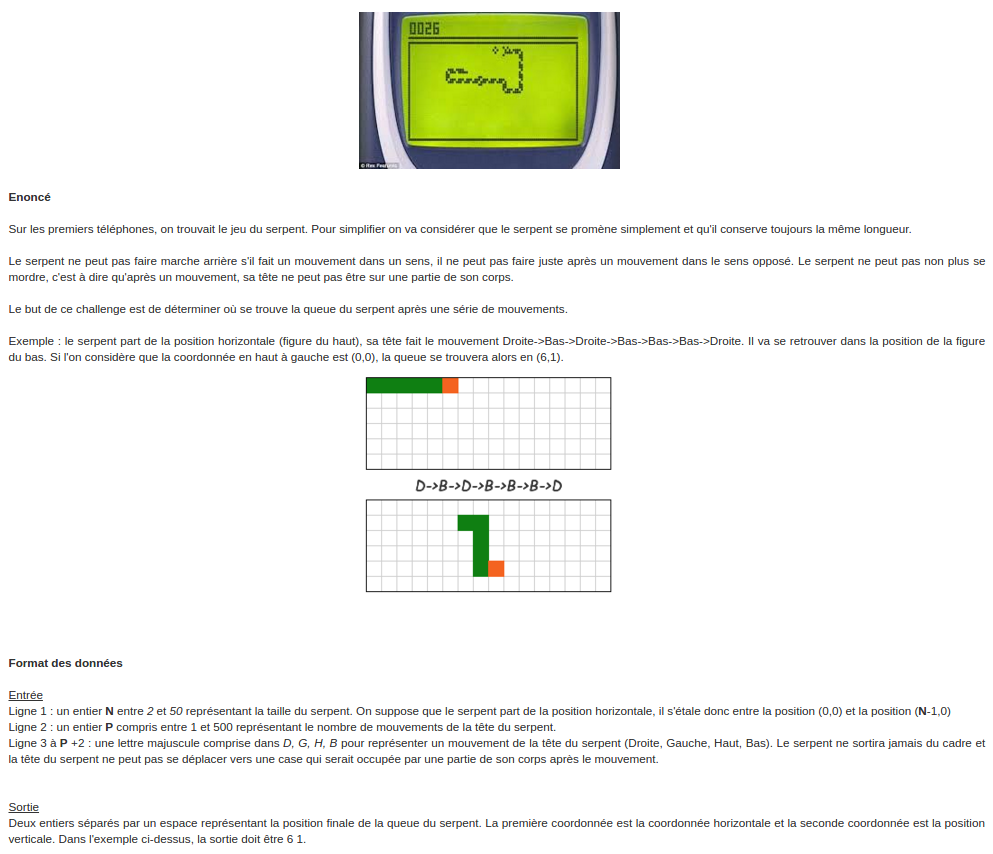 0026
© Rex Features
Enoncé
Sur les premiers téléphones, on trouvait le jeu du serpent. Pour simplifier on va considérer que le serpent se promène simplement et qu'il conserve toujours la même longueur.
Le serpent ne peut pas faire marche arrière s'il fait un mouvement dans un sens, il ne peut pas faire juste après un mouvement dans le sens opposé. Le serpent ne peut pas non plus se
mordre, c'est à dire qu'après un mouvement, sa tête ne peut pas être sur une partie de son corps.
Le but de ce challenge est de déterminer où se trouve la queue du serpent après une série de mouvements.
Exemple : le serpent part de la position horizontale (figure du haut), sa tête fait le mouvement Droite->Bas->Droite->Bas->Bas->Bas->Droite. Il va se retrouver dans la position de la figure
du bas. Si l'on considère que la coordonnée en haut à gauche est (0,0), la queue se trouvera alors en (6,1).
D->B->D->B->B->B->D
Format des données
Entrée
Ligne 1 : un entier N entre 2 et 50 représentant la taille du serpent. On suppose que le serpent part de la position horizontale, il s'étale donc entre la position (0,0) et la position (N-1,0)
Ligne 2 : un entier P compris entre 1 et 500 représentant le nombre de mouvements de la tête du serpent.
Ligne 3 à P +2 : une lettre majuscule comprise dans D, G, H, B pour représenter un mouvement de la tête du serpent (Droite, Gauche, Haut, Bas). Le serpent ne sortira jamais du cadre et
la tête du serpent ne peut pas se déplacer vers une case qui serait occupée par une partie de son corps après le mouvement.
Sortie
Deux entiers séparés par un espace représentant la position finale de la queue du serpent. La première coordonnée est la coordonnée horizontale et la seconde coordonnée est la position
verticale. Dans l'exemple ci-dessus, la sortie doit être 6 1.